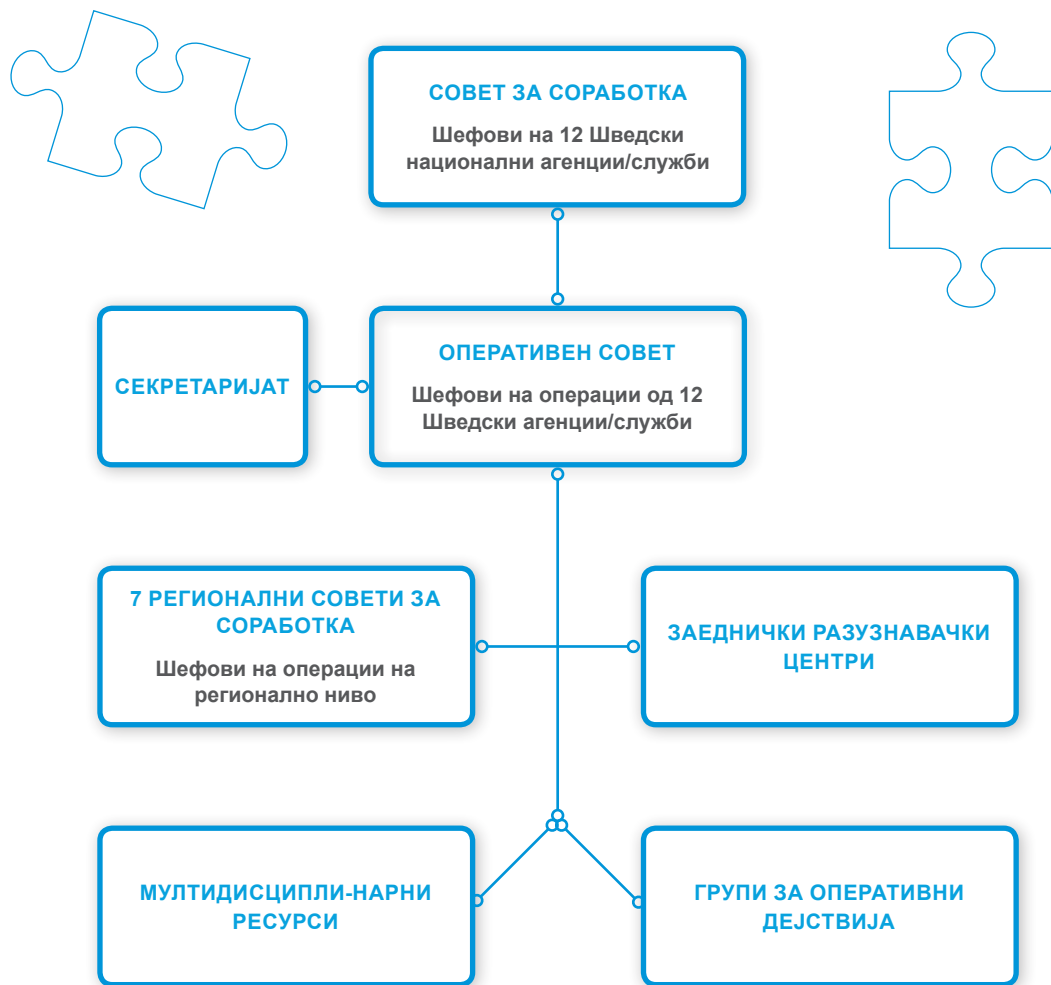 СОВЕТ ЗА СОРАБОТКА
Шефови на 12 Шведски
национални агенции/служби
СЕКРЕТАРИЈАТ
ОПЕРАТИВЕН СОВЕТ
Шефови на операции од 12
Шведски агенции/служби
7 РЕГИОНАЛНИ СОВЕТИ ЗА
СОРАБОТКА
Шефови на операции на
регионално ниво
ЗАЕДНИЧКИ РАЗУЗНАВАЧКИ
ЦЕНТРИ
МУЛТИДИСЦИПЛИ-НАРНИ
РЕСУРСИ
ГРУПИ ЗА ОПЕРАТИВНИ
ДЕЈСТВИЈА